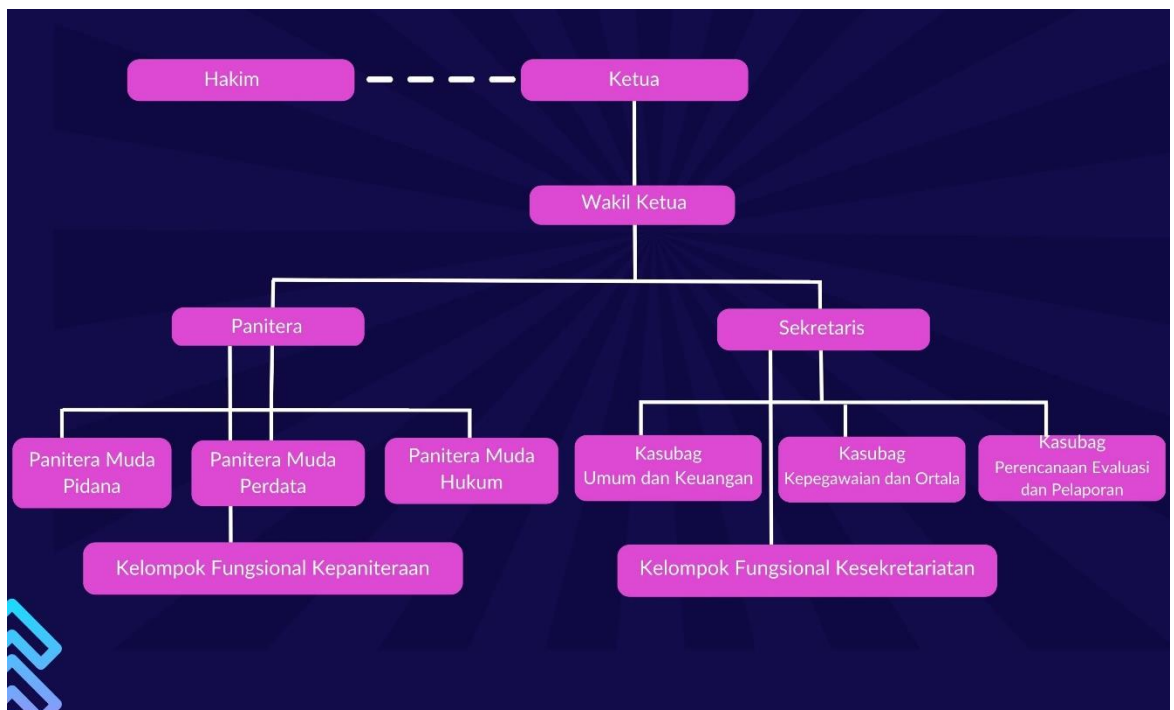 Hakim
Ketua
Wakil Ketua
Panitera
Sekretaris
Panitera Muda
Pidana
Panitera Muda
Perdata
Panitera Muda
Hukum
Kasubag
Umum dan Keuangan
Kasubag
Kepegawaian dan Ortala
Kasubag
Perencanaan Evaluasi
dan Pelaporan
Kelompok Fungsional Kepaniteraan
Kelompok Fungsional Kesekretariatan